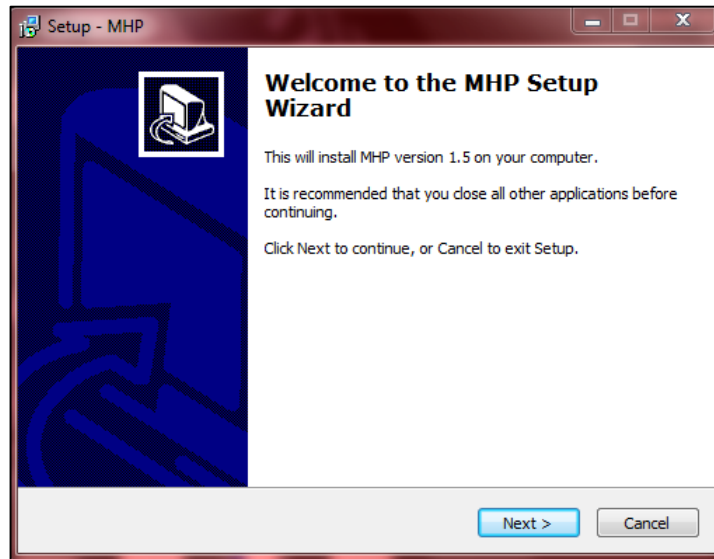 Setup - MHP
Welcome to the MHP Setup
Wizard
This will install MHP version 1.5 on your computer.
It is recommended that you close all other applications before
continuing.
Click Next to continue, or Cancel to exit Setup.
Next >
Cancel